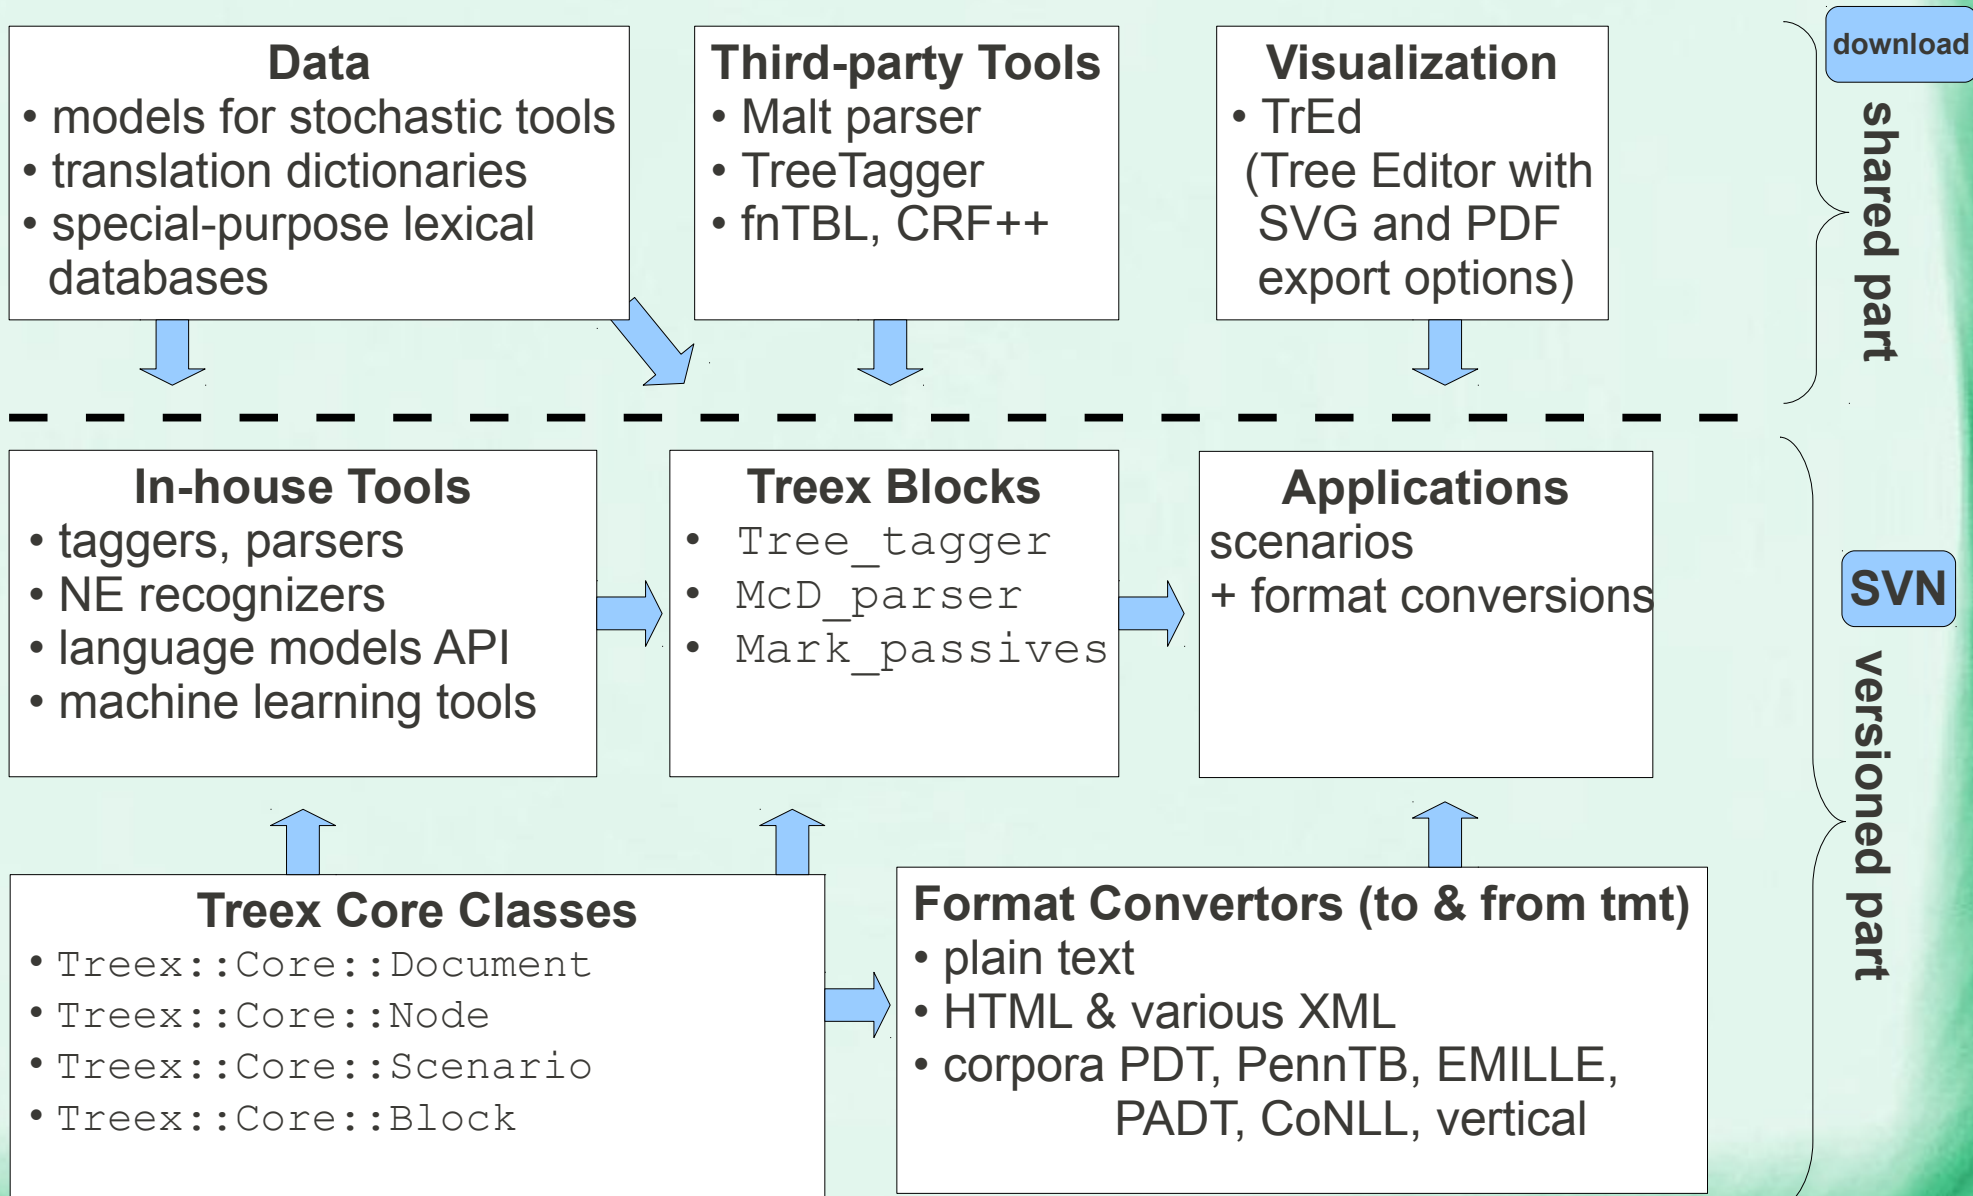 Data
• models for stochastic tools
• translation dictionaries
• special-purpose lexical
databases
Third-party Tools
• Malt parser
• TreeTagger
• fnTBL, CRF++
Visualization
• TrEd
(Tree Editor with
SVG and PDF
export options)
download
shared part
In-house Tools
• taggers, parsers
• NE recognizers
• language models API
• machine learning tools
Treex Blocks
• Tree_tagger
• McD_parser
• Mark_passives
Applications
scenarios
+ format conversions
SVN
versioned part
Treex Core Classes
• Treex::Core::Document
• Treex::Core::Node
• Treex::Core::Scenario
• Treex::Core::Block
Format Convertors (to & from tmt)
• plain text
• HTML & various XML
• corpora PDT, PennTB, EMILLE,
PADT, CoNLL, vertical